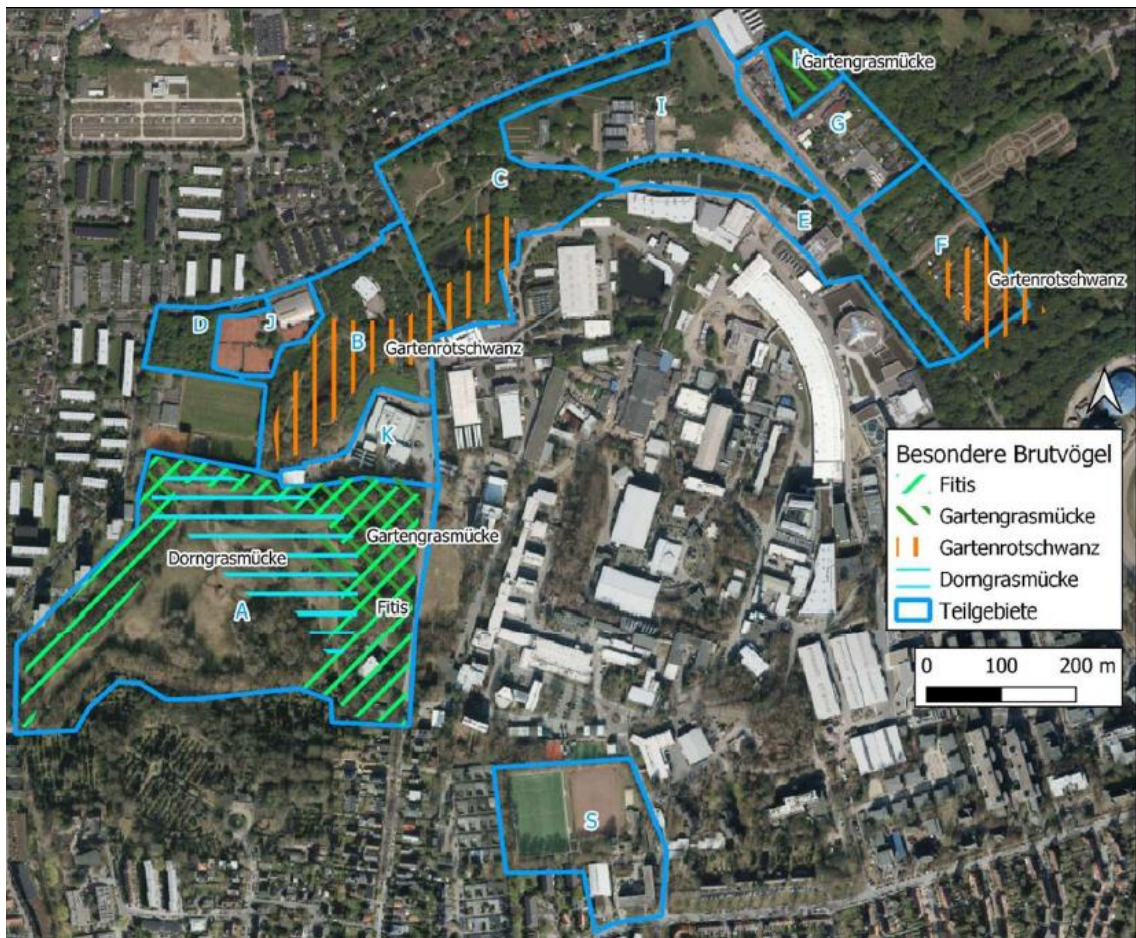 H
Gartengrasmücke
I
G
C
E
F
Gartenrotschwanz
D
J
B
Gartenrotschwanz
K
Gartengrasmücke
Dorngrasmücke
Fitis
A
S
Besondere Brutvögel
Fitis
Gartengrasmücke
Gartenrotschwanz
Dorngrasmücke
Teilgebiete
0 100 200 m